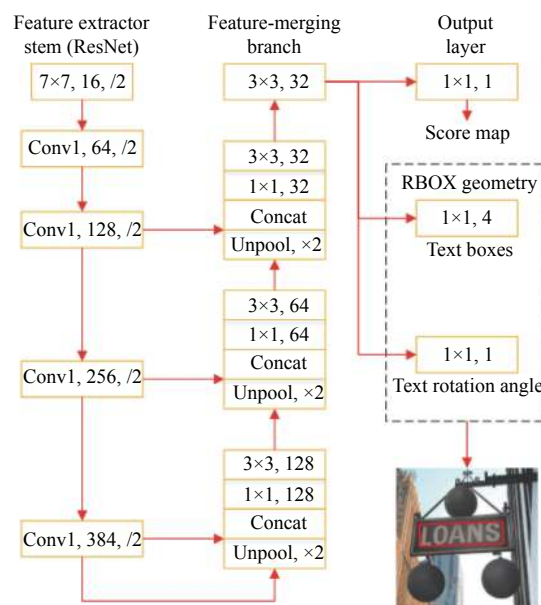 Feature extractor
stem (ResNet)
7×7, 16, /2
Conv1, 64, /2
Conv1, 128, /2
Conv1, 256, /2
Conv1, 384, /2
Feature-merging
branch
3×3, 32
3×3, 32
1×1, 32
Concat
Unpool, ×2
3×3, 64
1×1, 64
Concat
Unpool, ×2
3×3, 128
1×1, 128
Concat
Unpool, ×2
Output
layer
1×1, 1
Score map
RBOX geometry
1×1, 4
Text boxes
1×1, 1
Text rotation angle
LOANS